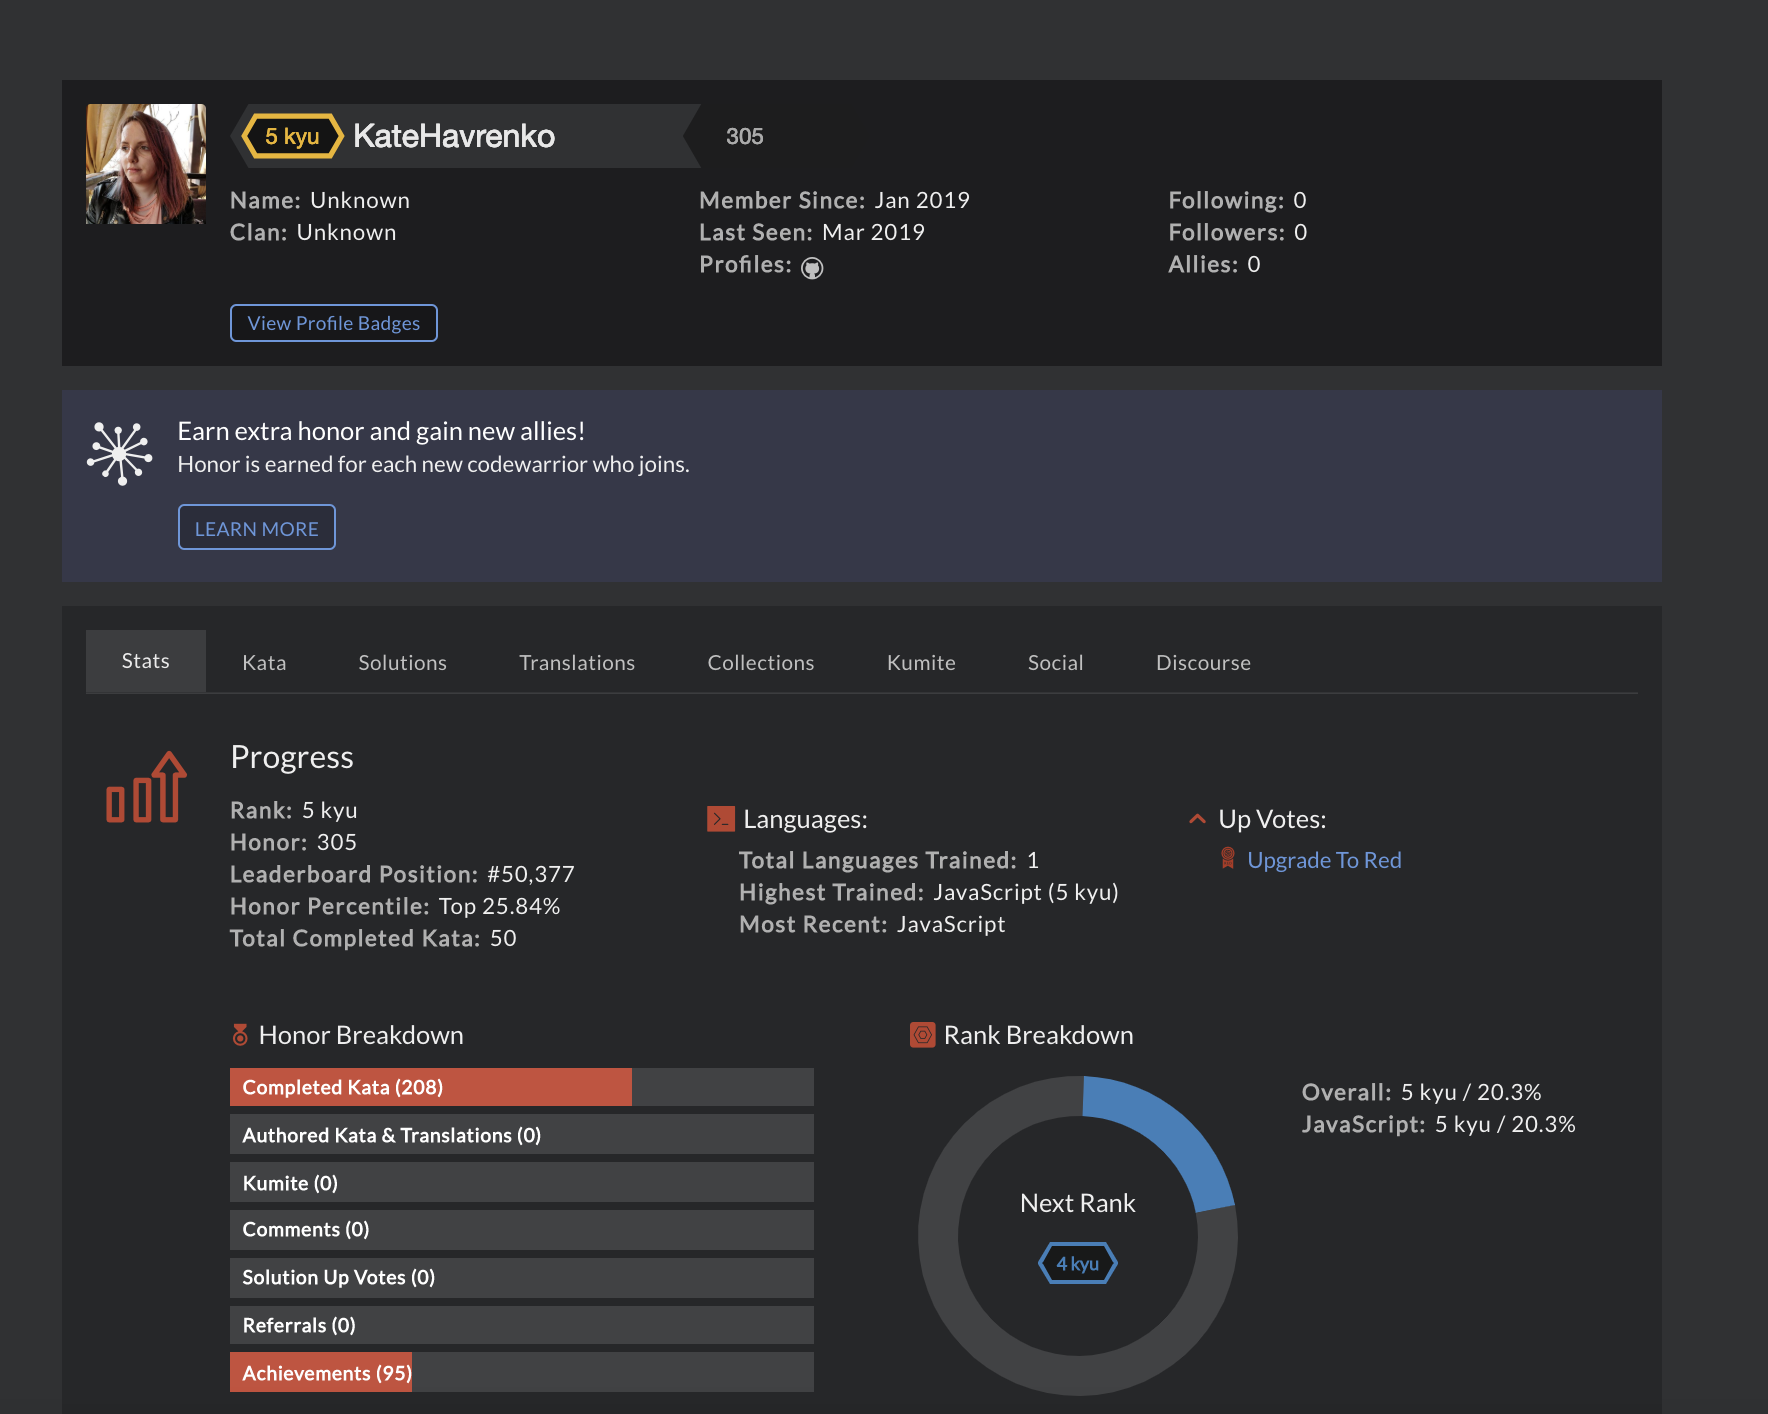 5 kyu KateHavrenko 305
Name: Unknown
Clan: Unknown
Member Since: Jan 2019
Last Seen: Mar 2019
Profiles:
Following: 0
Followers: 0
Allies: 0
View Profile Badges
Earn extra honor and gain new allies!
Honor is earned for each new codewarrior who joins.
LEARN MORE
Stats Kata Solutions Translations Collections Kumite Social Discourse
Progress
Rank: 5 kyu
Honor: 305
Leaderboard Position: #50,377
Honor Percentile: Top 25.84%
Total Completed Kata: 50
Languages:
Total Languages Trained: 1
Highest Trained: JavaScript (5 kyu)
Most Recent: JavaScript
Up Votes:
Upgrade To Red
Honor Breakdown
Completed Kata (208)
Authored Kata & Translations (0)
Kumite (0)
Comments (0)
Solution Up Votes (0)
Referrals (0)
Achievements (95)
Rank Breakdown
Next Rank
4 kyu
Overall: 5 kyu / 20.3%
JavaScript: 5 kyu / 20.3%